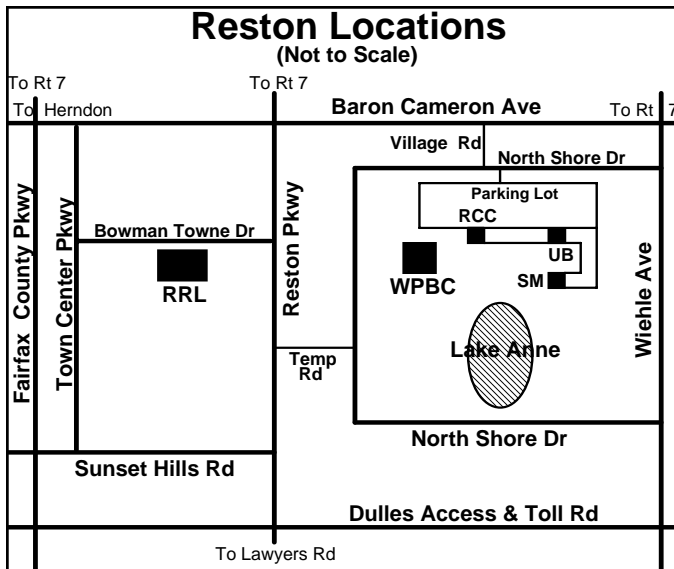 Reston Locations
(Not to Scale)
To Rt 7
To Rt 7
To Herndon
Baron Cameron Ave
To Rt 7
Village Rd
North Shore Dr
Parking Lot
RCC
Bowman Towne Dr
UB
SM
RRL
WPBC
Fairfax County Pkwy
Town Center Pkwy
Reston Pkwy
Wiehle Ave
Lake Anne
Temp
Rd
North Shore Dr
Sunset Hills Rd
Dulles Access & Toll Rd
To Lawyers Rd